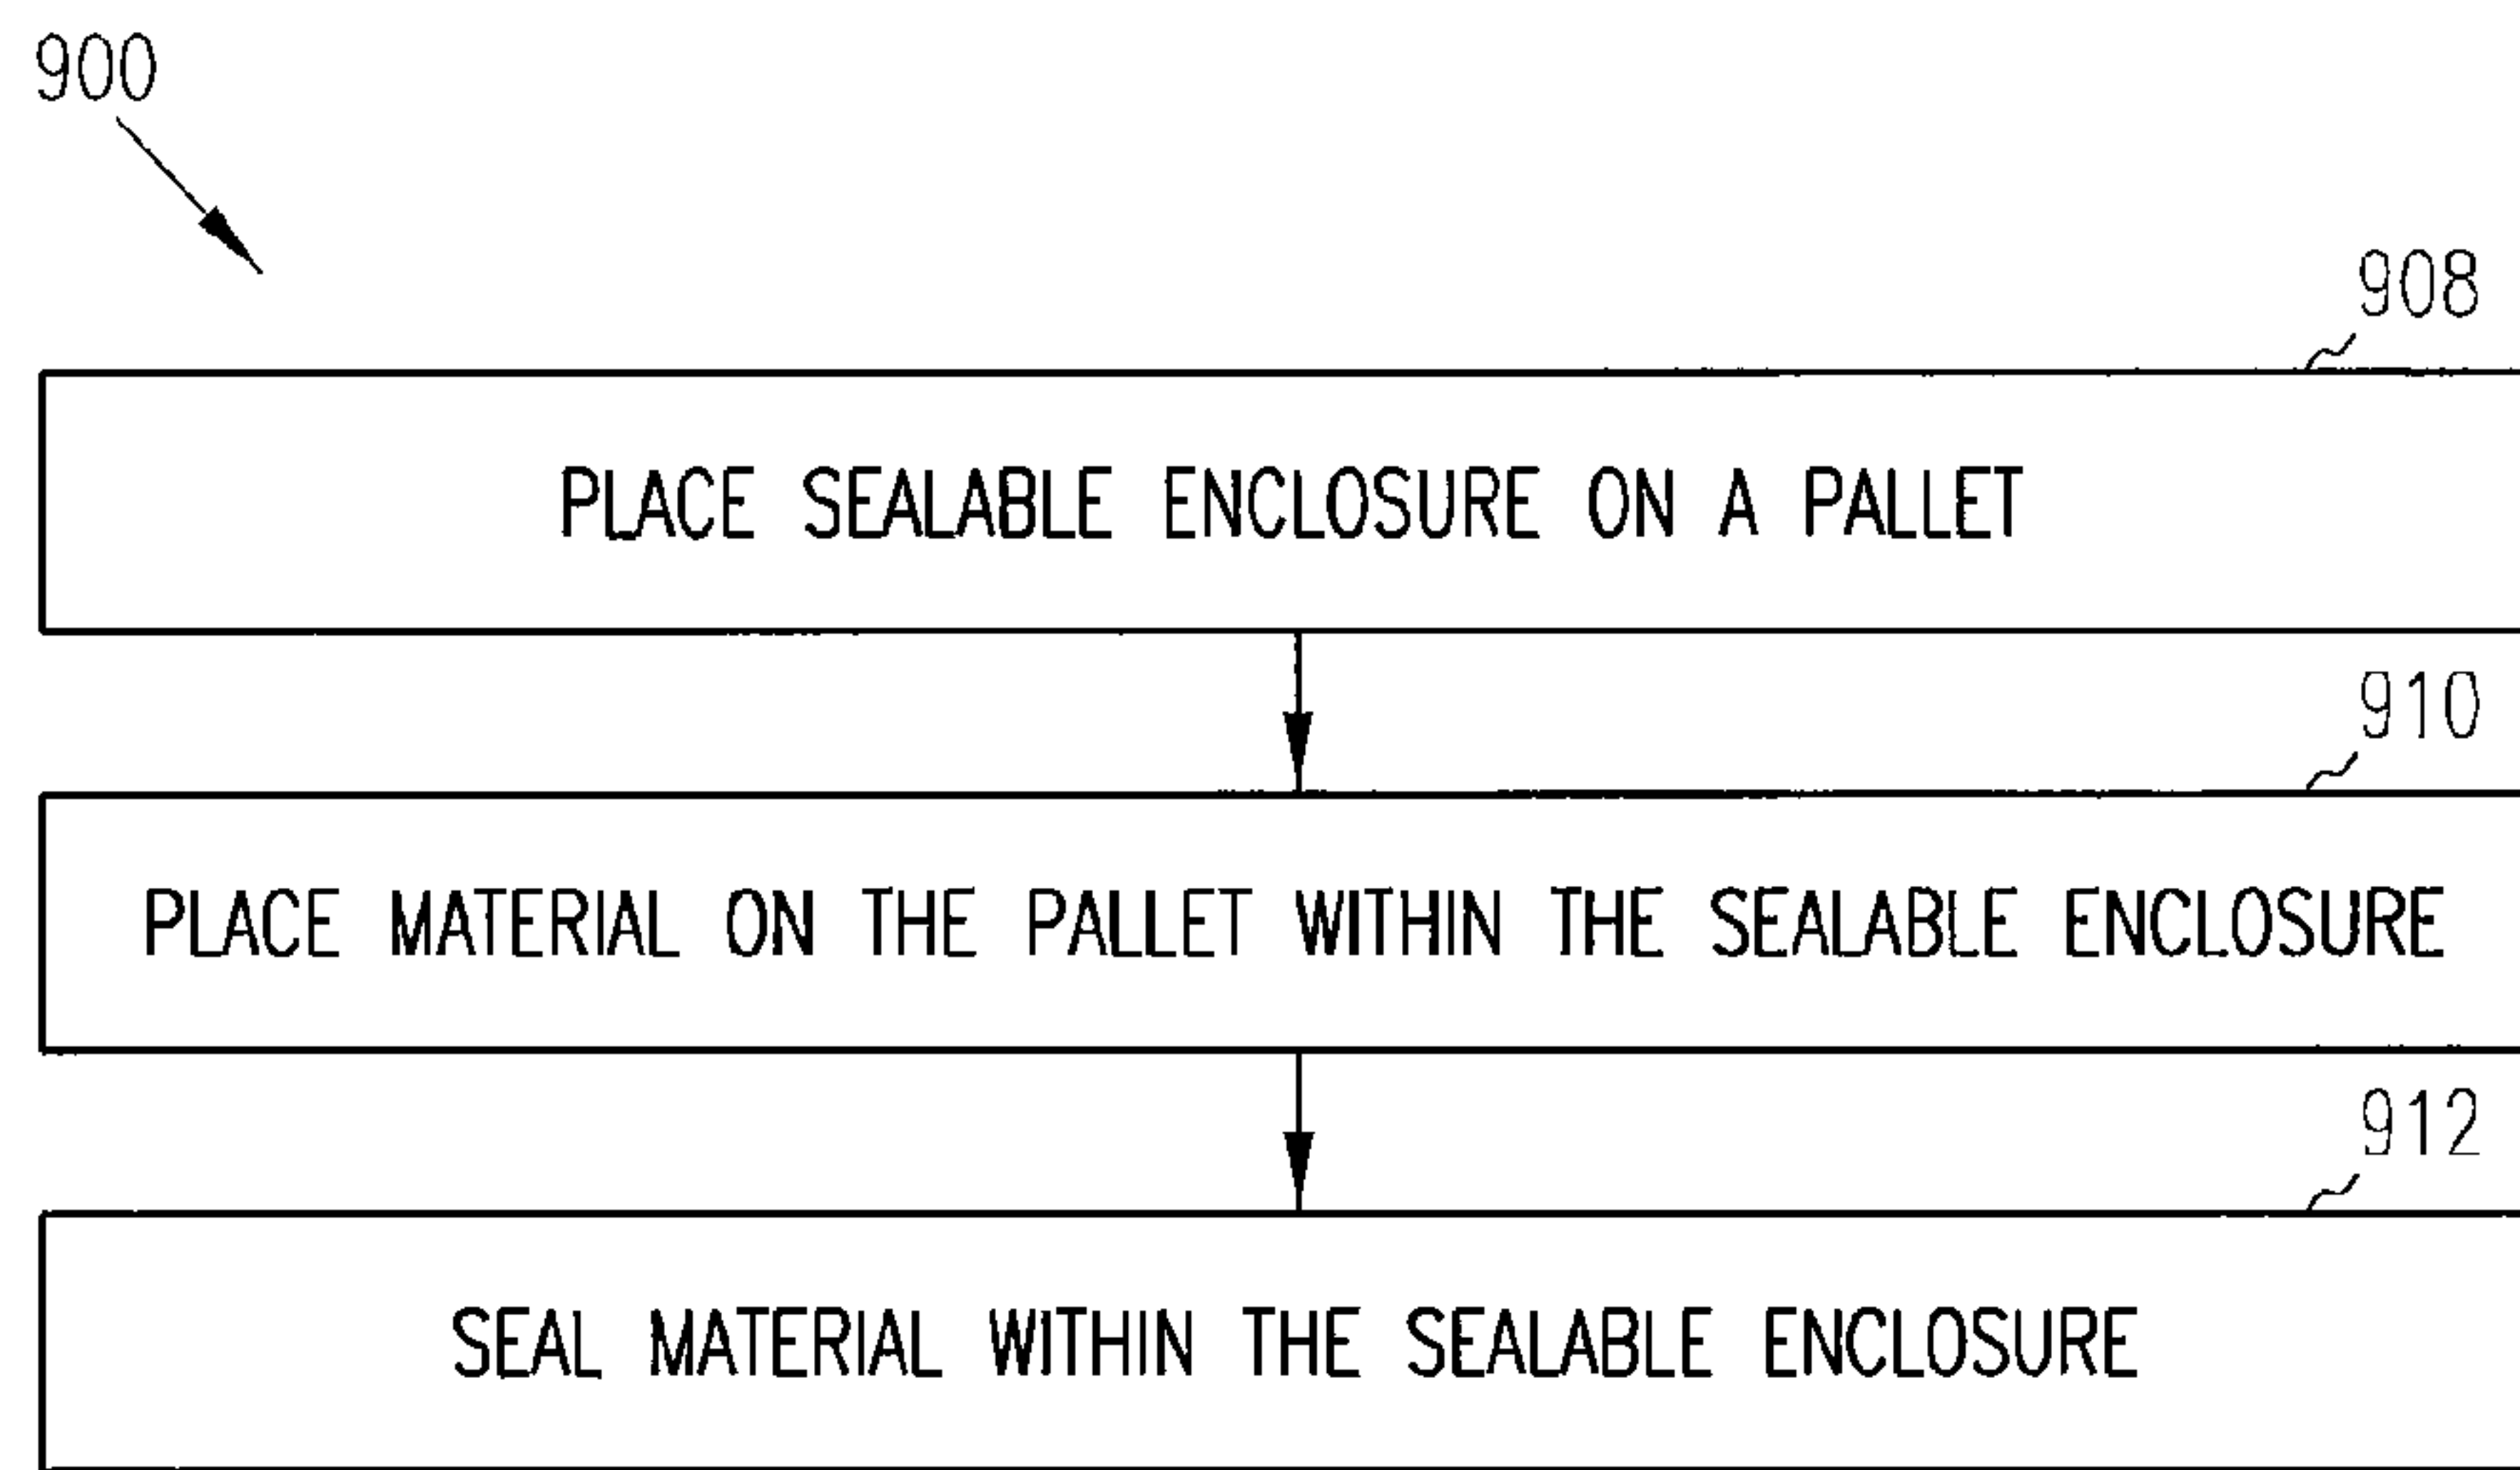 900
908
PLACE SEALABLE ENCLOSURE ON A PALLET
910
PLACE MATERIAL ON THE PALLET WITHIN THE SEALABLE ENCLOSURE
912
SEAL MATERIAL WITHIN THE SEALABLE ENCLOSURE